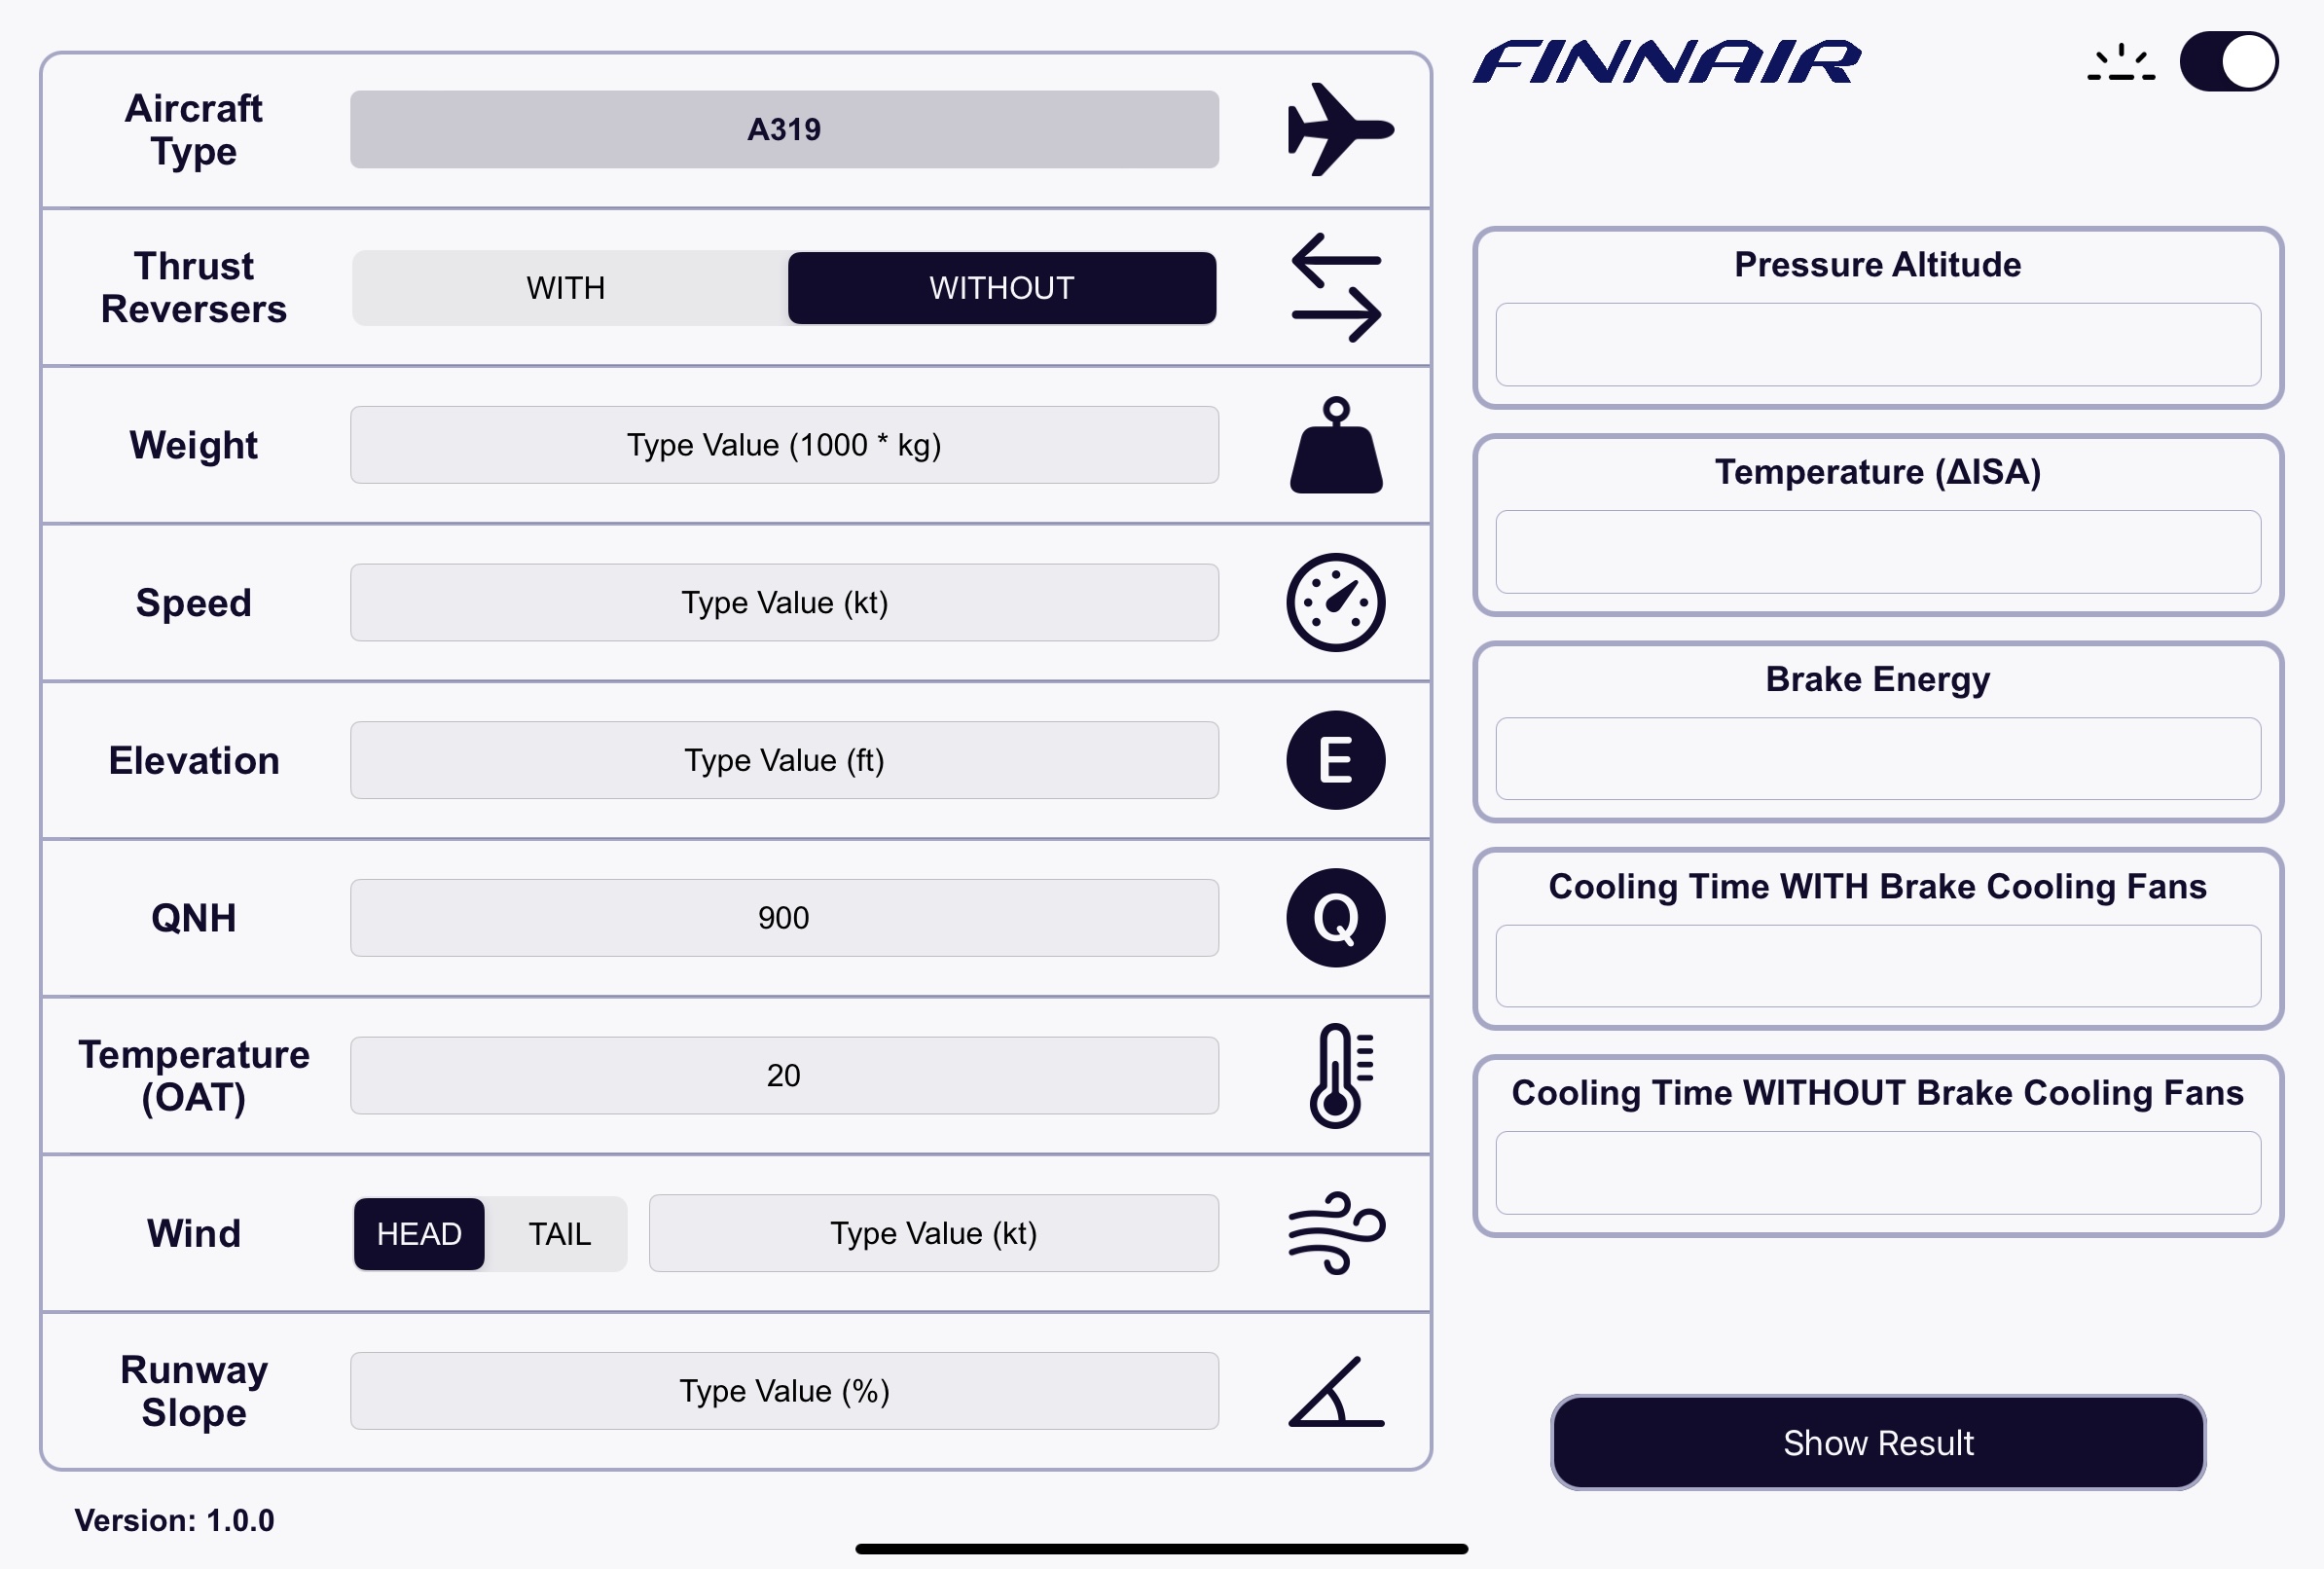 FINNAIR
Aircraft
Type
A319
Thrust
Reversers
WITH
WITHOUT
Weight
Type Value (1000 * kg)
Speed
Type Value (kt)
Elevation
Type Value (ft)
E
QNH
900
Q
Temperature
(OAT)
20
Wind
HEAD
TAIL
Type Value (kt)
Runway
Slope
Type Value (%)
Version: 1.0.0
Pressure Altitude
Temperature (ΔISA)
Brake Energy
Cooling Time WITH Brake Cooling Fans
Cooling Time WITHOUT Brake Cooling Fans
Show Result